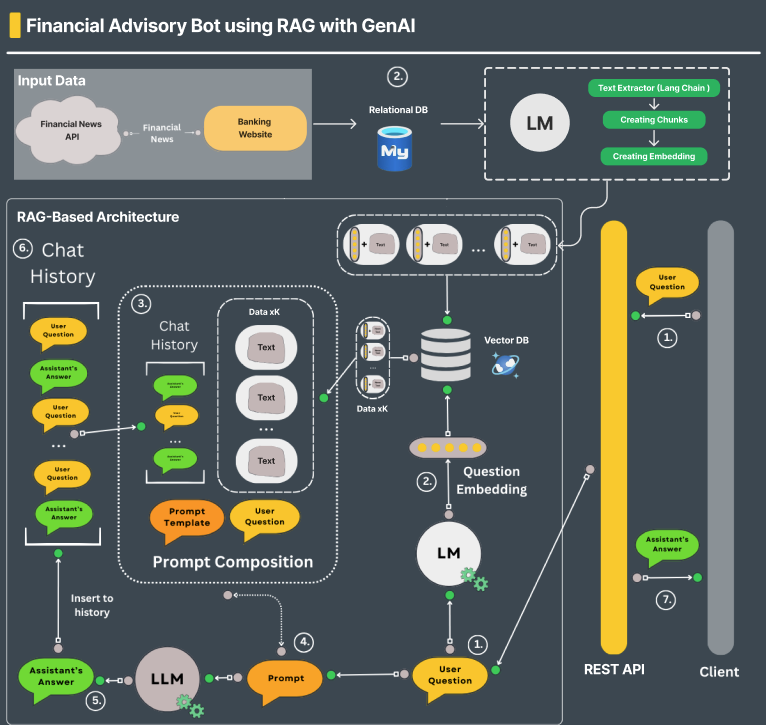 Financial Advisory Bot using RAG with GenAI
Input Data
Financial News
API
Financial
News
Banking
Website
2.
Relational DB
My
LM
Text Extractor (Lang Chain )
Creating Chunks
Creating Embedding
RAG-Based Architecture
+ Text
+ Text
...
+ Text
6. Chat
History
User
Question
Assistant's
Answer
User
Question
...
User
Question
Assistant's
Answer
3.
Chat
History
Assistant's
Answer
User
Question
...
Assistant's
Answer
Data xK
Text
Text
...
Text
Prompt
Template
User
Question
Prompt Composition
+ Text
+ Text
...
+ Text
Data xK
Vector DB
2.
Question
Embedding
LM
Insert to
history
Assistant's
Answer
5.
LLM
4.
Prompt
1.
User
Question
User
Question
1.
Assistant's
Answer
7.
REST API
Client